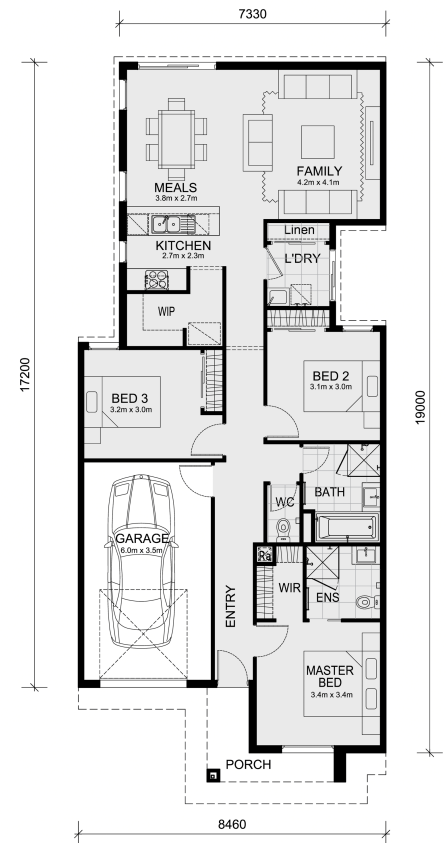 7330
MEALS
3.8m x 2.7m
FAMILY
4.2m x 4.1m
KITCHEN
2.7m x 2.3m
Linen
L'DRY
WIP
17200
19000
BED 3
3.2m x 3.0m
BED 2
3.1m x 3.0m
WC
BATH
GARAGE
6.0m x 3.5m
ENTRY
WIR
ENS
MASTER
BED
3.4m x 3.4m
PORCH
8460